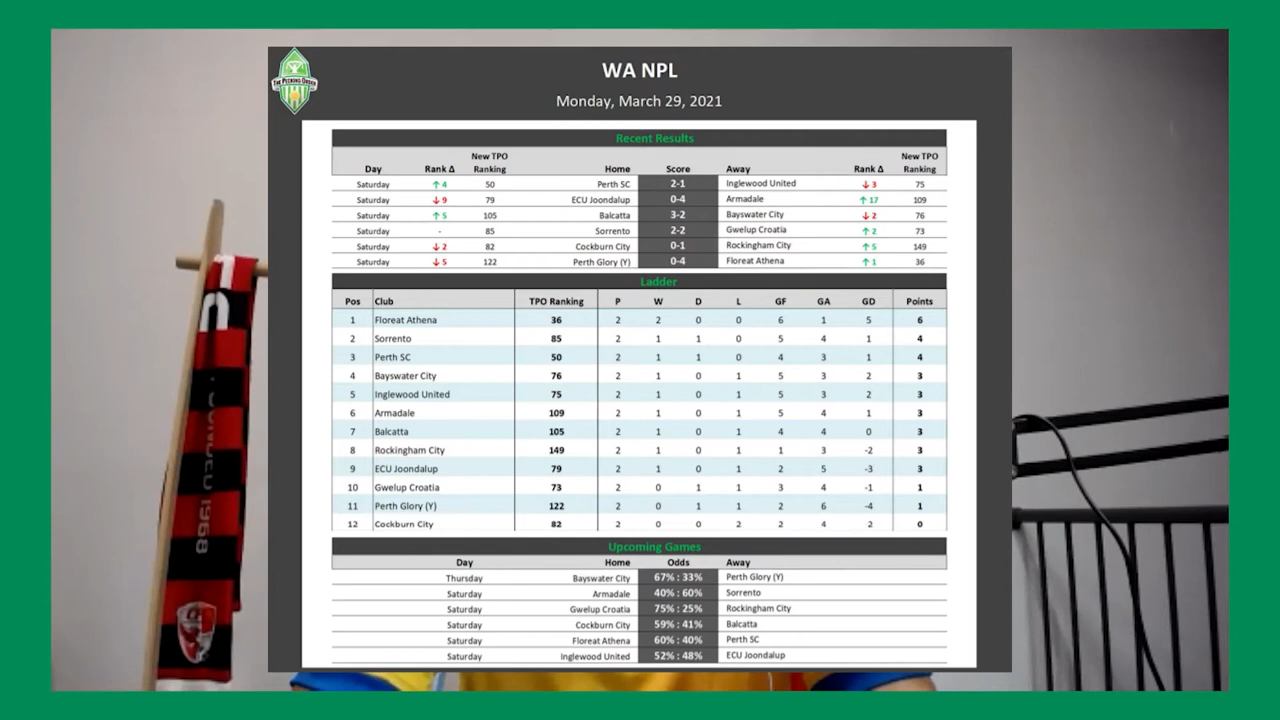 THE PECKING ORDER
WA NPL
Monday, March 29, 2021
Recent Results
Day Rank Δ New TPO Ranking Home Score Away Rank Δ New TPO Ranking
Saturday ↑ 4 50 Perth SC 2-1 Inglewood United ↓ 3 75
Saturday ↓ 9 79 ECU Joondalup 0-4 Armadale ↑ 17 109
Saturday ↑ 5 105 Balcatta 3-2 Bayswater City ↓ 2 76
Saturday - 85 Sorrento 2-2 Gwelup Croatia ↑ 2 73
Saturday ↓ 2 82 Cockburn City 0-1 Rockingham City ↑ 5 149
Saturday ↓ 5 122 Perth Glory (Y) 0-4 Floreat Athena ↑ 1 36
Ladder
Pos Club TPO Ranking P W D L GF GA GD Points
1 Floreat Athena 36 2 2 0 0 6 1 5 6
2 Sorrento 85 2 1 1 0 5 4 1 4
3 Perth SC 50 2 1 1 0 4 3 1 4
4 Bayswater City 76 2 1 0 1 5 3 2 3
5 Inglewood United 75 2 1 0 1 5 3 2 3
6 Armadale 109 2 1 0 1 5 4 1 3
7 Balcatta 105 2 1 0 1 4 4 0 3
8 Rockingham City 149 2 1 0 1 1 3 -2 3
9 ECU Joondalup 79 2 1 0 1 2 5 -3 3
10 Gwelup Croatia 73 2 0 1 1 3 4 -1 1
11 Perth Glory (Y) 122 2 0 1 1 2 6 -4 1
12 Cockburn City 82 2 0 0 2 2 4 2 0
Upcoming Games
Day Home Odds Away
Thursday Bayswater City 67% : 33% Perth Glory (Y)
Saturday Armadale 40% : 60% Sorrento
Saturday Gwelup Croatia 75% : 25% Rockingham City
Saturday Cockburn City 59% : 41% Balcatta
Saturday Floreat Athena 60% : 40% Perth SC
Saturday Inglewood United 52% : 48% ECU Joondalup